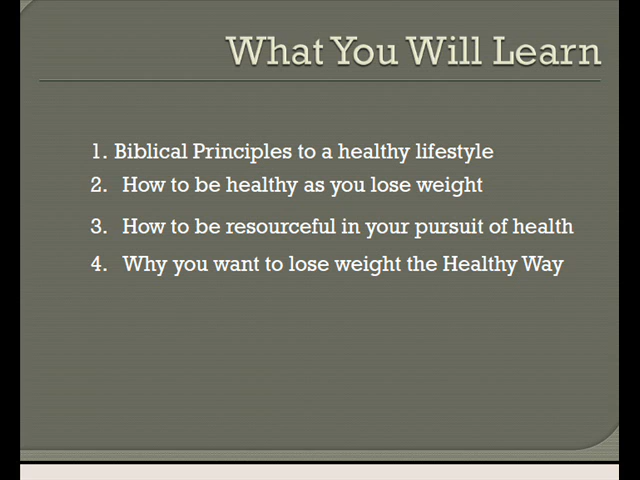 What You Will Learn
1. Biblical Principles to a healthy lifestyle
2. How to be healthy as you lose weight
3. How to be resourceful in your pursuit of health
4. Why you want to lose weight the Healthy Way